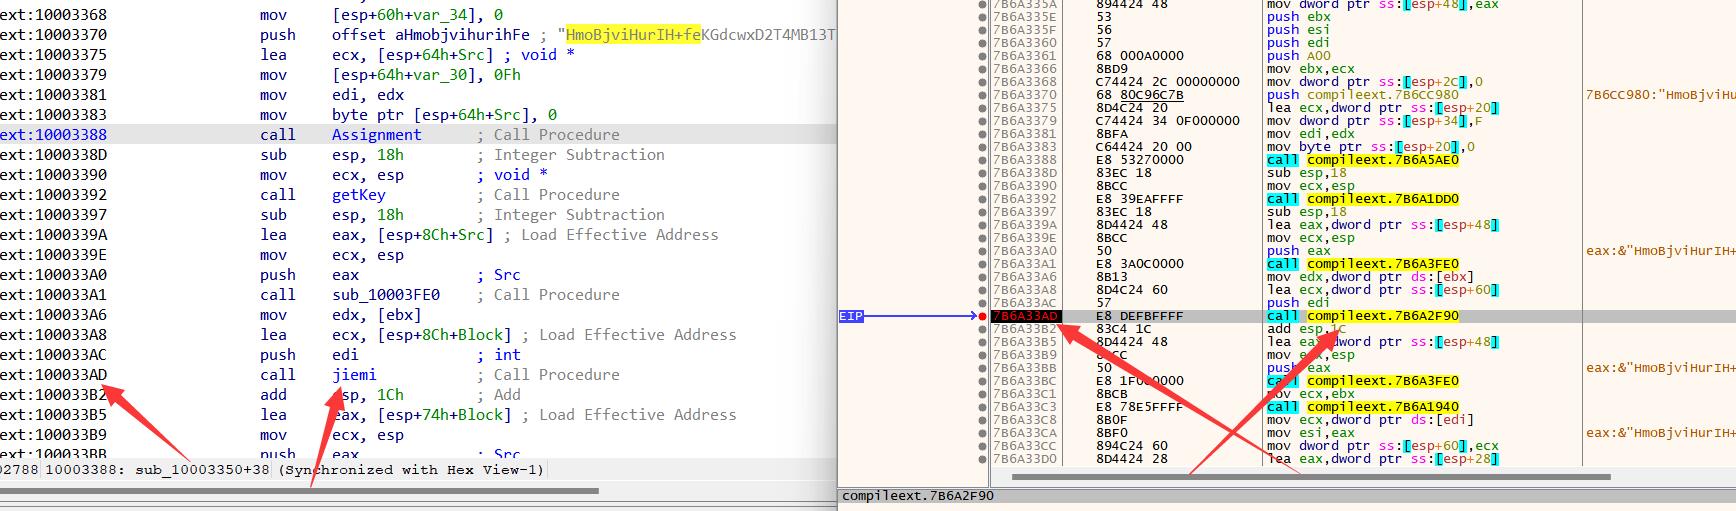 ext:10003368 mov [esp+60h+var_34], 0
ext:10003370 push offset aHmobjvihurihFe ; "HmoBjviHurIH+feKGdcwxD2T4MB13T
ext:10003375 lea ecx, [esp+64h+Src] ; void *
ext:10003379 mov [esp+64h+var_30], 0Fh
ext:10003381 mov edi, edx
ext:10003383 mov byte ptr [esp+64h+Src], 0
ext:10003388 call Assignment ; Call Procedure
ext:1000338D sub esp, 18h ; Integer Subtraction
ext:10003390 mov ecx, esp ; void *
ext:10003392 call getKey ; Call Procedure
ext:10003397 sub esp, 18h ; Integer Subtraction
ext:1000339A lea eax, [esp+8Ch+Src] ; Load Effective Address
ext:1000339E mov ecx, esp
ext:100033A0 push eax ; Src
ext:100033A1 call sub_10003FE0 ; Call Procedure
ext:100033A6 mov edx, [ebx]
ext:100033A8 lea ecx, [esp+8Ch+Block] ; Load Effective Address
ext:100033AC push edi ; int
ext:100033AD call jiemi ; Call Procedure
ext:100033B2 add esp, 1Ch ; Add
ext:100033B5 lea eax, [esp+74h+Block] ; Load Effective Address
ext:100033B9 mov ecx, esp
ext:100033BB push eax ; Src
02788 10003388: sub_10003350+38 (Synchronized with Hex View-1)
7B6A335A 894424 48 mov dword ptr ss:[esp+48],eax
7B6A335E 53 push ebx
7B6A335F 56 push esi
7B6A3360 57 push edi
7B6A3361 68 000A0000 push A00
7B6A3366 8BD9 mov ebx,ecx
7B6A3368 C74424 2C 00000000 mov dword ptr ss:[esp+2C],0
7B6A3370 68 80C96C7B push compileext.7B6CC980 7B6CC980:"HmoBjviHu
7B6A3375 8D4C24 20 lea ecx,dword ptr ss:[esp+20]
7B6A3379 C74424 34 0F000000 mov dword ptr ss:[esp+34],F
7B6A3381 8BFA mov edi,edx
7B6A3383 C64424 20 00 mov byte ptr ss:[esp+20],0
7B6A3388 E8 53270000 call compileext.7B6A5AE0
7B6A338D 83EC 18 sub esp,18
7B6A3390 8BCC mov ecx,esp
7B6A3392 E8 39EAFFFF call compileext.7B6A1DD0
7B6A3397 83EC 18 sub esp,18
7B6A339A 8D4424 48 lea eax,dword ptr ss:[esp+48]
7B6A339E 8BCC mov ecx,esp
7B6A33A0 50 push eax eax:&"HmoBjviHurIH+
7B6A33A1 E8 3A0C0000 call compileext.7B6A3FE0
7B6A33A6 8B13 mov edx,dword ptr ds:[ebx]
7B6A33A8 8D4C24 60 lea ecx,dword ptr ss:[esp+60]
7B6A33AC 57 push edi
EIP 7B6A33AD E8 DEFBFFFF call compileext.7B6A2F90
7B6A33B2 83C4 1C add esp,1C
7B6A33B5 8D4424 48 lea eax,dword ptr ss:[esp+48]
7B6A33B9 mov ecx,esp
7B6A33BB 50 push eax eax:&"HmoBjviHurIH+
7B6A33BC call compileext.7B6A3FE0
7B6A33C1 8BCB mov ecx,ebx
7B6A33C3 E8 78E5FFFF call compileext.7B6A1940
7B6A33C8 8B0F mov ecx,dword ptr ds:[edi]
7B6A33CA 8BF0 mov esi,eax eax:&"HmoBjviHurIH+
7B6A33CC 894C24 60 mov dword ptr ss:[esp+60],ecx
7B6A33D0 8D4424 28 lea eax,dword ptr ss:[esp+28]
compileext.7B6A2F90